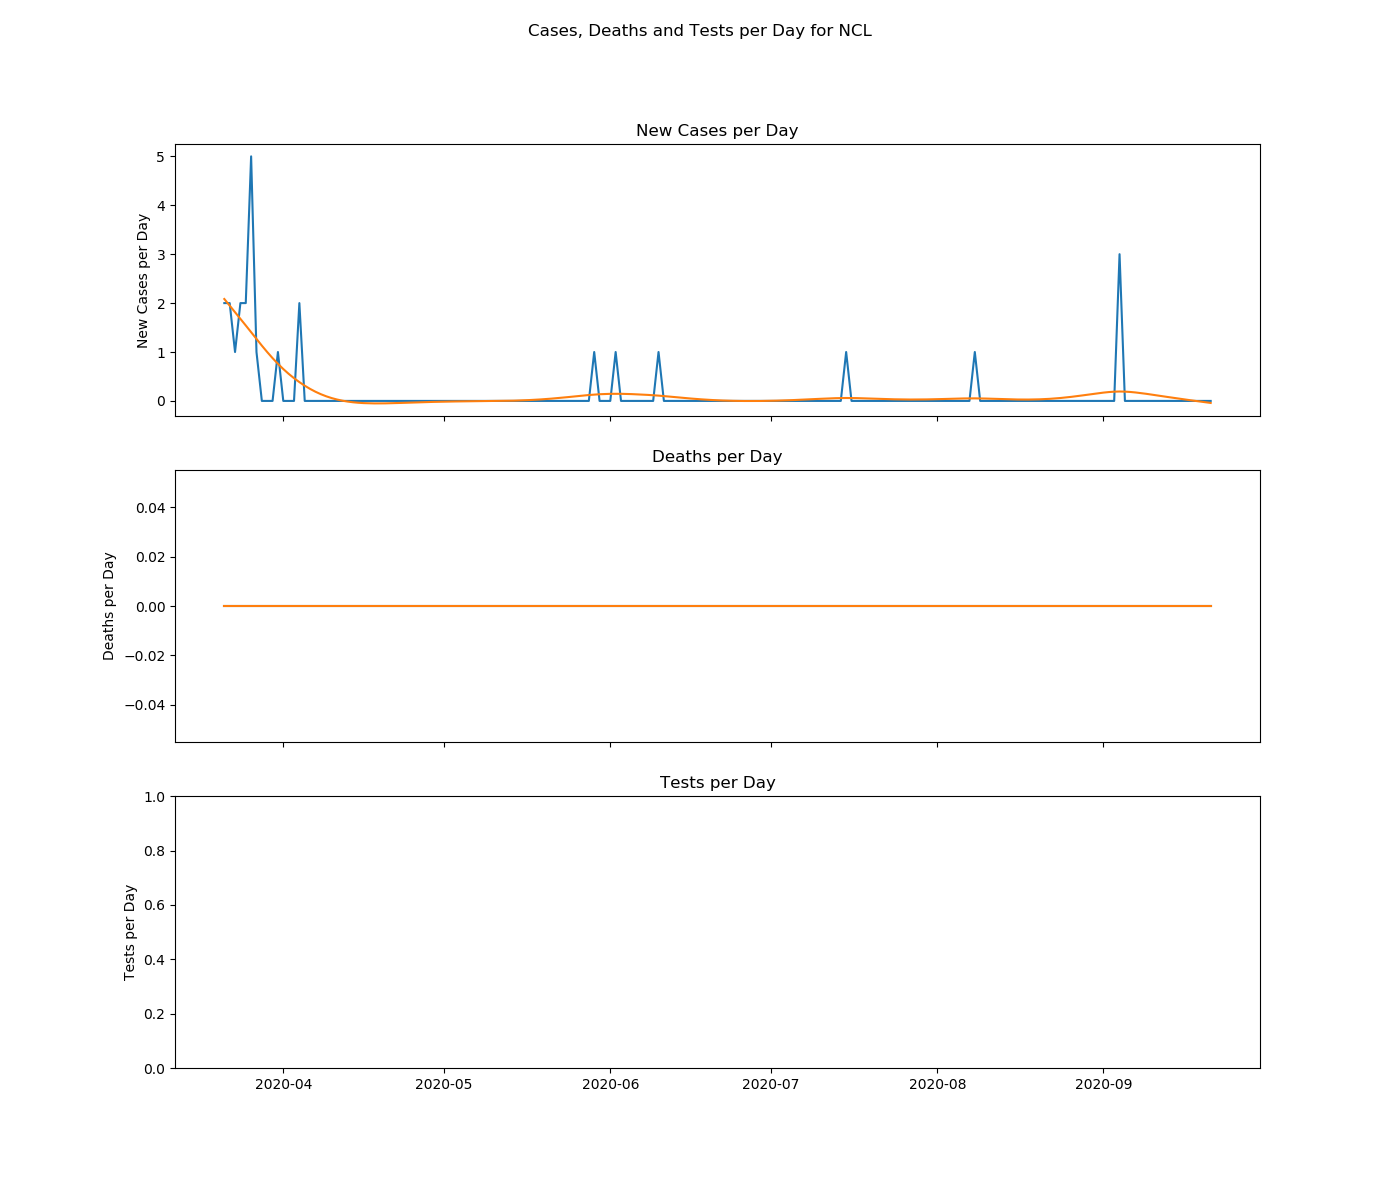 Cases, Deaths and Tests per Day for NCL
New Cases per Day
New Cases per Day
5
4
3
2
1
0
Deaths per Day
Deaths per Day
0.04
0.02
0.00
−0.02
−0.04
Tests per Day
Tests per Day
1.0
0.8
0.6
0.4
0.2
0.0
2020-04 2020-05 2020-06 2020-07 2020-08 2020-09